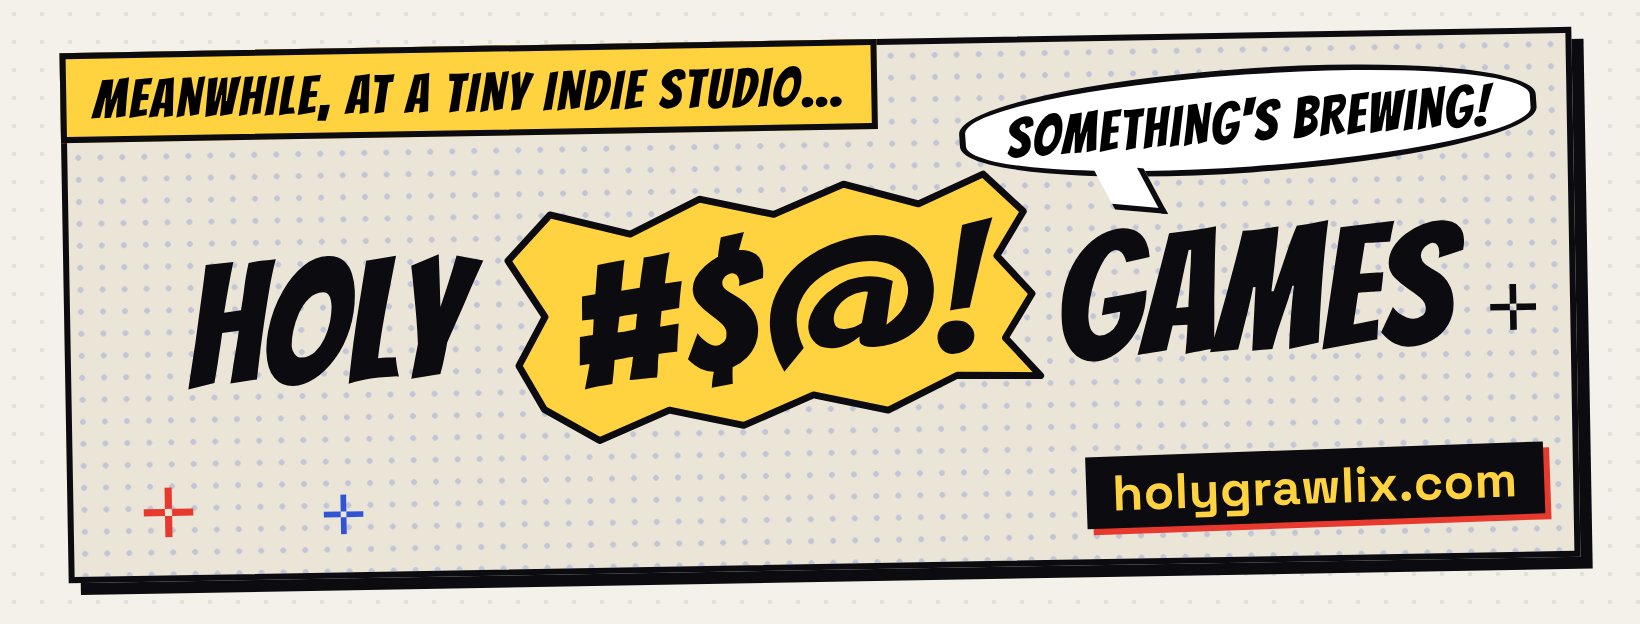 MEANWHILE, AT A TINY INDIE STUDIO...
SOMETHING'S BREWING!
HOLY #$@! GAMES
holygrawlix.com